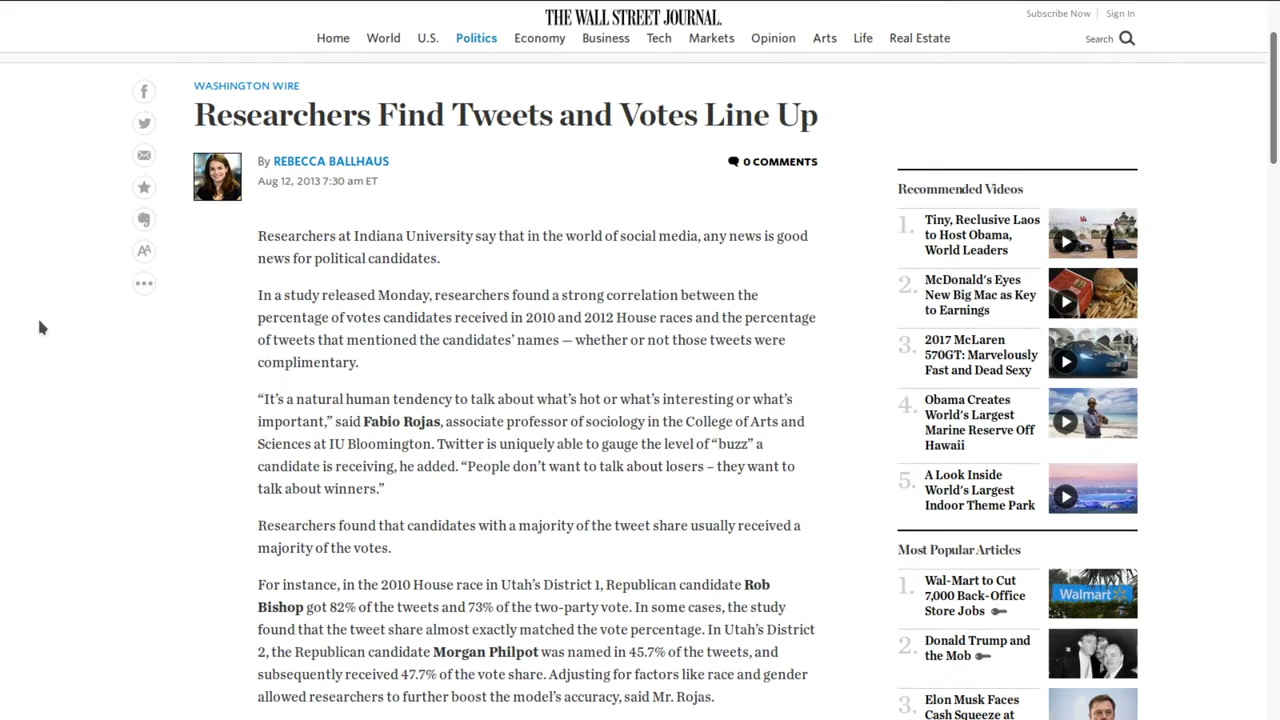 THE WALL STREET JOURNAL.
Subscribe Now | Sign In
Home World U.S. Politics Economy Business Tech Markets Opinion Arts Life Real Estate
Search
WASHINGTON WIRE
Researchers Find Tweets and Votes Line Up
By REBECCA BALLHAUS
Aug 12, 2013 7:30 am ET
0 COMMENTS
Researchers at Indiana University say that in the world of social media, any news is good
news for political candidates.
In a study released Monday, researchers found a strong correlation between the
percentage of votes candidates received in 2010 and 2012 House races and the percentage
of tweets that mentioned the candidates’ names — whether or not those tweets were
complimentary.
“It’s a natural human tendency to talk about what’s hot or what’s interesting or what’s
important,” said Fabio Rojas, associate professor of sociology in the College of Arts and
Sciences at IU Bloomington. Twitter is uniquely able to gauge the level of “buzz” a
candidate is receiving, he added. “People don’t want to talk about losers – they want to
talk about winners.”
Researchers found that candidates with a majority of the tweet share usually received a
majority of the votes.
For instance, in the 2010 House race in Utah’s District 1, Republican candidate Rob
Bishop got 82% of the tweets and 73% of the two-party vote. In some cases, the study
found that the tweet share almost exactly matched the vote percentage. In Utah’s District
2, the Republican candidate Morgan Philpot was named in 45.7% of the tweets, and
subsequently received 47.7% of the vote share. Adjusting for factors like race and gender
allowed researchers to further boost the model’s accuracy, said Mr. Rojas.
Recommended Videos
1. Tiny, Reclusive Laos
to Host Obama,
World Leaders
2. McDonald's Eyes
New Big Mac as Key
to Earnings
3. 2017 McLaren
570GT: Marvelously
Fast and Dead Sexy
4. Obama Creates
World's Largest
Marine Reserve Off
Hawaii
5. A Look Inside
World's Largest
Indoor Theme Park
Most Popular Articles
1. Wal-Mart to Cut
7,000 Back-Office
Store Jobs
Walmart
2. Donald Trump and
the Mob
3. Elon Musk Faces
Cash Squeeze at